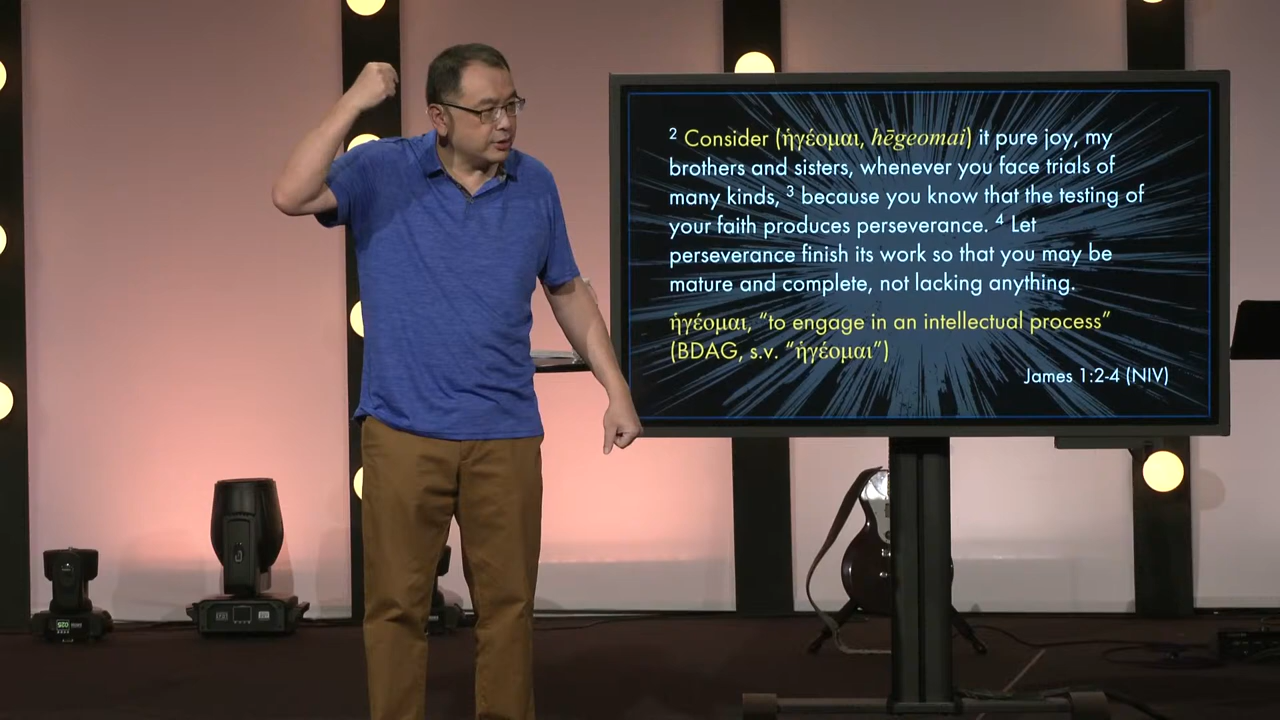 ² Consider (ἡγέομαι, hēgeomai) it pure joy, my
brothers and sisters, whenever you face trials of
many kinds, ³ because you know that the testing of
your faith produces perseverance. ⁴ Let
perseverance finish its work so that you may be
mature and complete, not lacking anything.
ἡγέομαι, “to engage in an intellectual process”
(BDAG, s.v. “ἡγέομαι”)
James 1:2-4 (NIV)